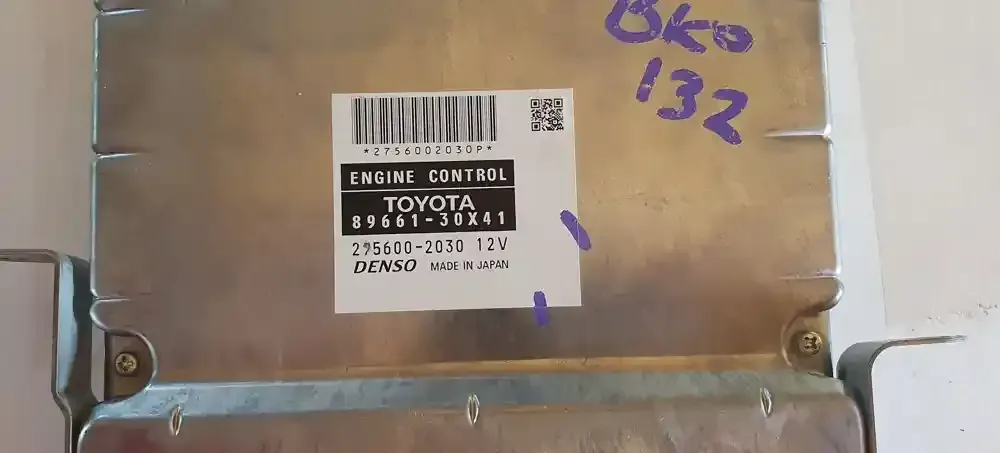 BKO
132
*2756002030P*
ENGINE CONTROL
TOYOTA
89661-30X41
275600-2030 12V
DENSO MADE IN JAPAN